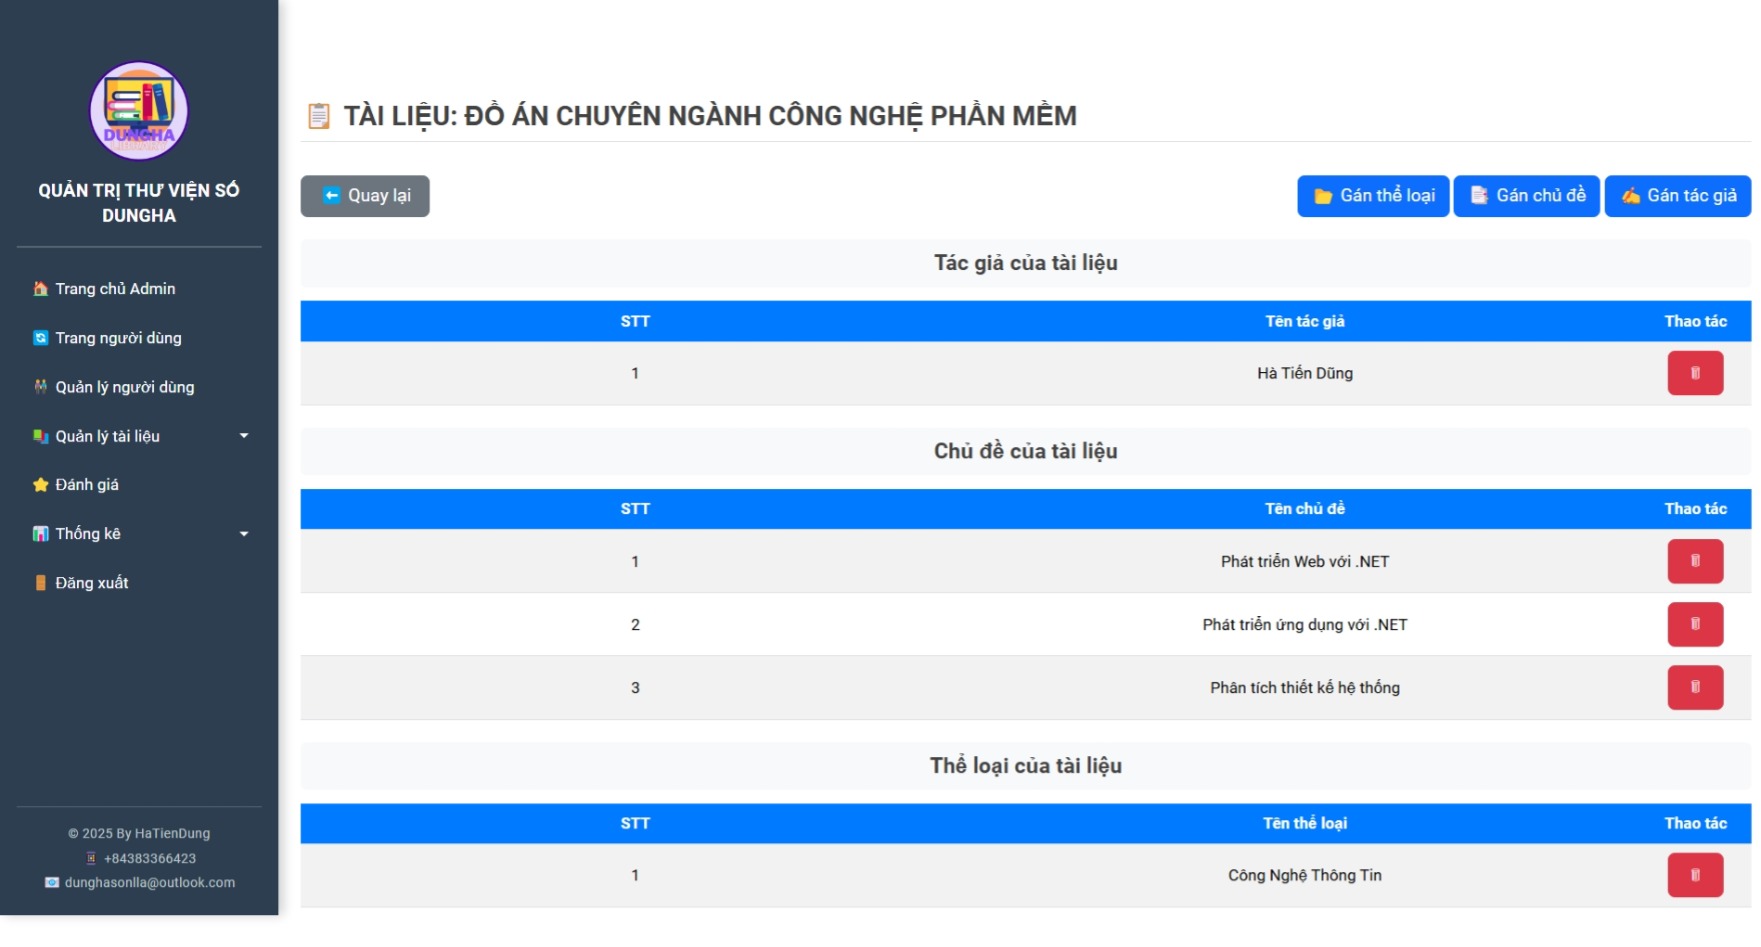 DUNGHA
QUẢN TRỊ THƯ VIỆN SỐ
DUNGHA
Trang chủ Admin
Trang người dùng
Quản lý người dùng
Quản lý tài liệu
Đánh giá
Thống kê
Đăng xuất
© 2025 By HaTienDung
+84383366423
dunghasonlla@outlook.com
TÀI LIỆU: ĐỒ ÁN CHUYÊN NGÀNH CÔNG NGHỆ PHẦN MỀM
Quay lại
Gán thể loại
Gán chủ đề
Gán tác giả
Tác giả của tài liệu
STT Tên tác giả Thao tác
1 Hà Tiến Dũng
Chủ đề của tài liệu
STT Tên chủ đề Thao tác
1 Phát triển Web với .NET
2 Phát triển ứng dụng với .NET
3 Phân tích thiết kế hệ thống
Thể loại của tài liệu
STT Tên thể loại Thao tác
1 Công Nghệ Thông Tin